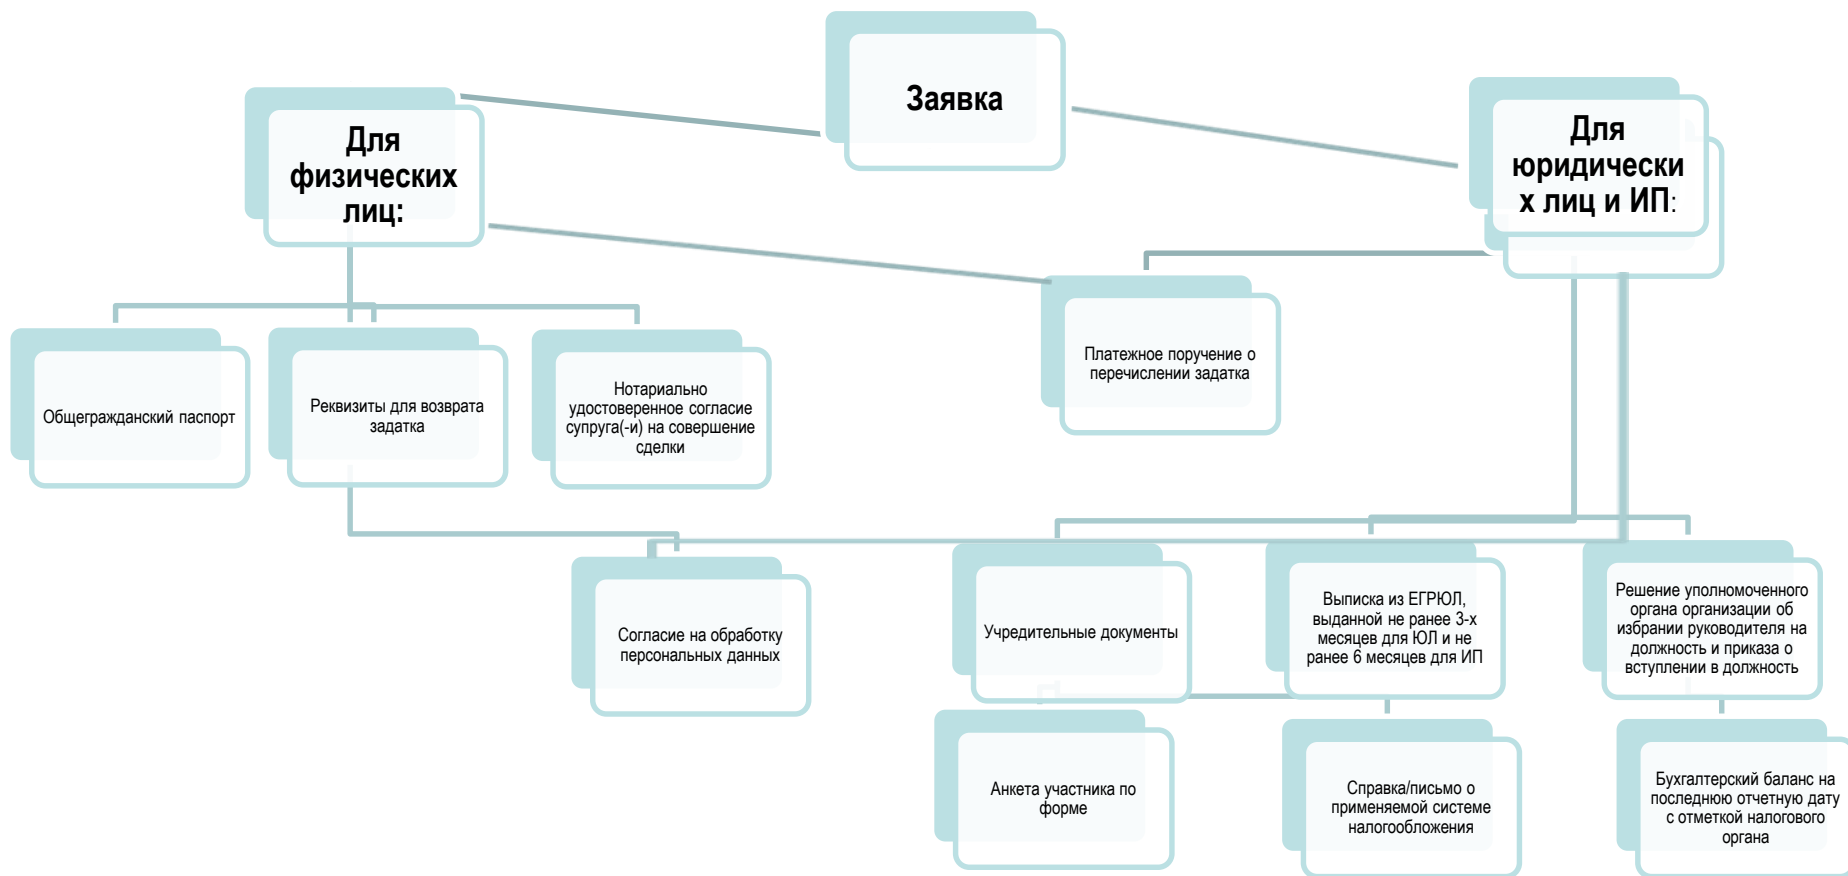 Заявка
Для
физических
лиц:
Для
юридически
х лиц и ИП:
Платежное поручение о
перечислении задатка
Общегражданский паспорт
Реквизиты для возврата
задатка
Нотариально
удостоверенное согласие
супруга(-и) на совершение
сделки
Согласие на обработку
персональных данных
Учредительные документы
Выписка из ЕГРЮЛ,
выданной не ранее 3-х
месяцев для ЮЛ и не
ранее 6 месяцев для ИП
Решение уполномоченного
органа организации об
избрании руководителя на
должность и приказа о
вступлении в должность
Анкета участника по
форме
Справка/письмо о
применяемой системе
налогообложения
Бухгалтерский баланс на
последнюю отчетную дату
с отметкой налогового
органа